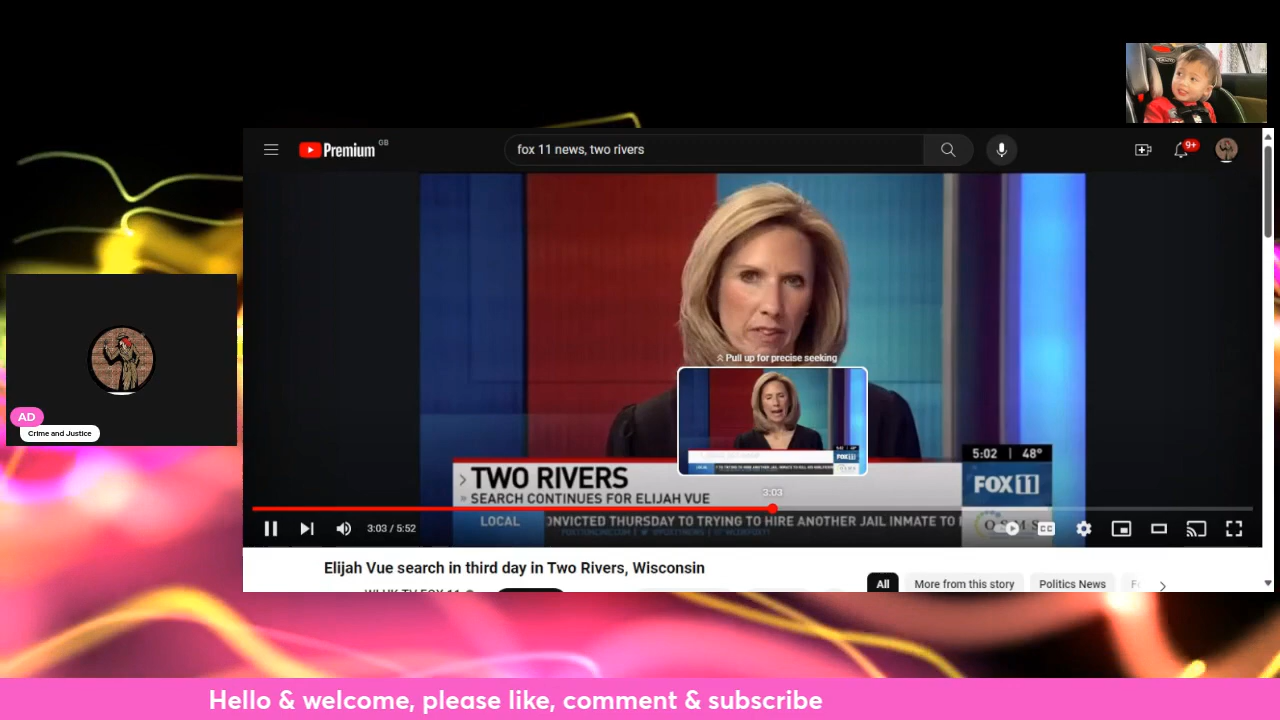 Premium GB
fox 11 news, two rivers
9+
Pull up for precise seeking
5:02 | 48°
FOX 11
TWO RIVERS
SEARCH CONTINUES FOR ELIJAH VUE
3:03
LOCAL
ONVICTED THURSDAY TO TRYING TO HIRE ANOTHER JAIL INMATE TO
3:03 / 5:52
CC
AD
Crime and Justice
Elijah Vue search in third day in Two Rivers, Wisconsin
All
More from this story
Politics News
Hello & welcome, please like, comment & subscribe